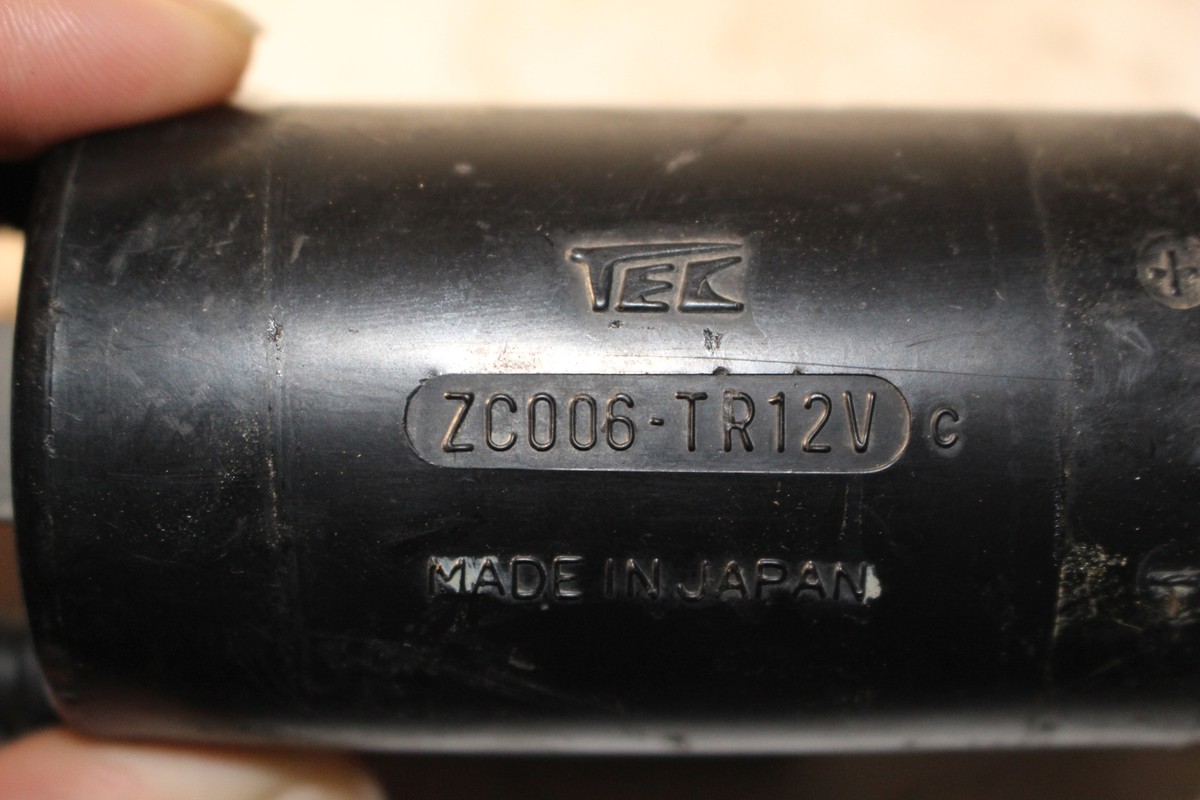 TEC
ZC006-TR12V C
+
MADE IN JAPAN